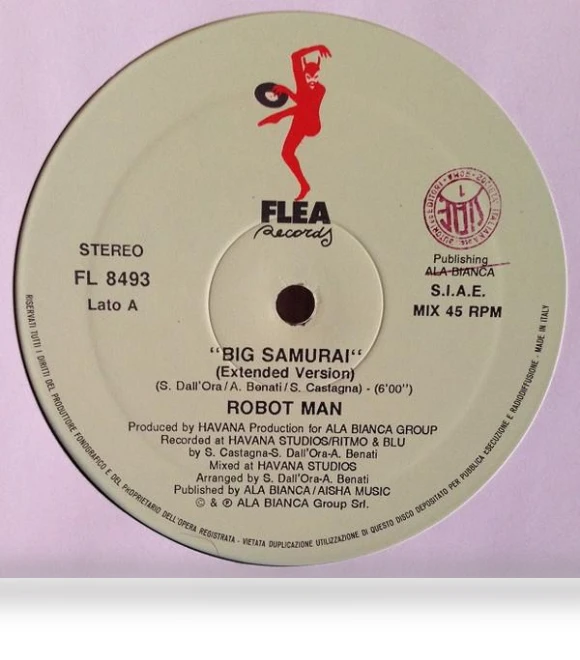 FLEA
Records
STEREO
FL 8493
Lato A
Publishing
ALA BIANCA
S.I.A.E.
MIX 45 RPM
"BIG SAMURAI"
(Extended Version)
(S. Dall'Ora/A. Benati/S. Castagna) - (6'00")
ROBOT MAN
Produced by HAVANA Production for ALA BIANCA GROUP
Recorded at HAVANA STUDIOS/RITMO & BLU
by S. Castagna-S. Dall'Ora-A. Benati
Mixed at HAVANA STUDIOS
Arranged by S. Dall'Ora-A. Benati
Published by ALA BIANCA/AISHA MUSIC
© & ℗ ALA BIANCA Group Srl.
RISERVATI TUTTI I DIRITTI DEL PRODUTTORE FONOGRAFICO E DEL PROPRIETARIO DELL'OPERA REGISTRATA - VIETATA DUPLICAZIONE UTILIZZAZIONE DI QUESTO DISCO DEPOSITATO PER PUBBLICA ESECUZIONE E RADIODIFFUSIONE - MADE IN ITALY